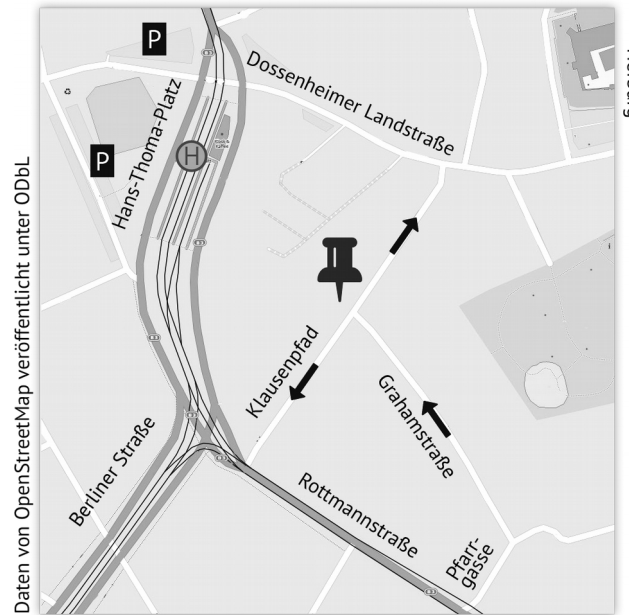 P
Dossenheimer Landstraße
Hans-Thoma-Platz
P
H
Klausenpfad
Grahamstraße
Berliner Straße
Rottmannstraße
Pfarr-
gasse
Daten von OpenStreetMap veröffentlicht unter ODbL